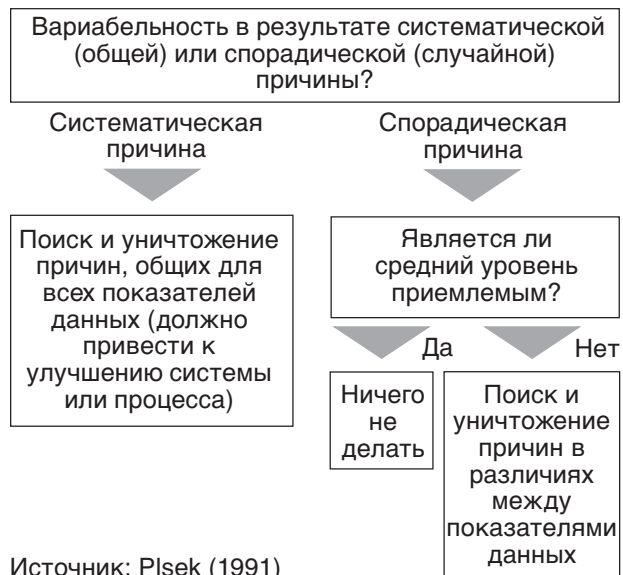 Вариабельность в результате систематической
(общей) или спорадической (случайной)
причины?
Систематическая
причина
Спорадическая
причина
Поиск и уничтожение
причин, общих для
всех показателей
данных (должно
привести к
улучшению системы
или процесса)
Является ли
средний уровень
приемлемым?
Да
Нет
Ничего
не
делать
Поиск и
уничтожение
причин в
различиях
между
показателями
данных
Источник: Plsek (1991)